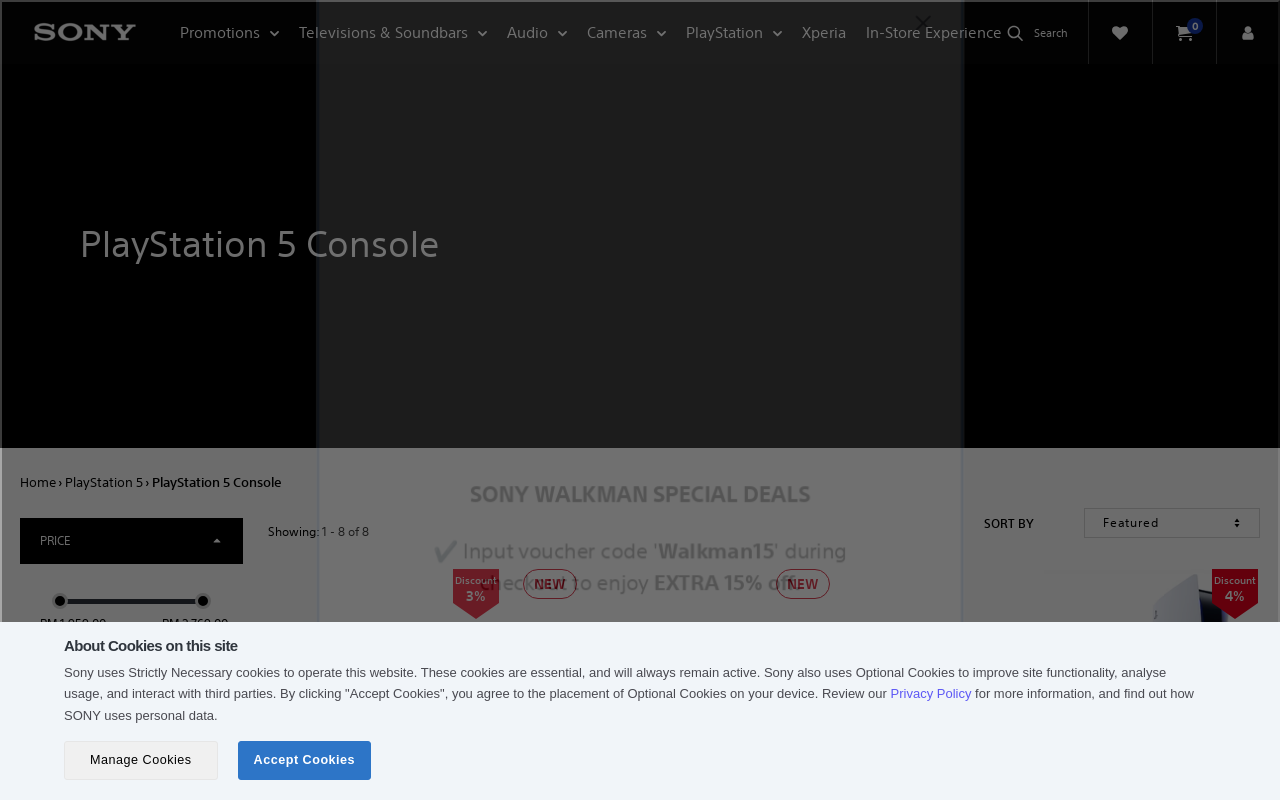 SONY
Promotions
Televisions & Soundbars
Audio
Cameras
PlayStation
Xperia
In-Store Experience
Search
0
PlayStation 5 Console
Home › PlayStation 5 › PlayStation 5 Console
PRICE
Showing: 1 - 8 of 8
SORT BY
Featured
SONY WALKMAN SPECIAL DEALS
✔ Input voucher code 'Walkman15' during
checkout to enjoy EXTRA 15% off.
Discount
3%
NEW
NEW
Discount
4%
About Cookies on this site
Sony uses Strictly Necessary cookies to operate this website. These cookies are essential, and will always remain active. Sony also uses Optional Cookies to improve site functionality, analyse
usage, and interact with third parties. By clicking "Accept Cookies", you agree to the placement of Optional Cookies on your device. Review our Privacy Policy for more information, and find out how
SONY uses personal data.
Manage Cookies
Accept Cookies